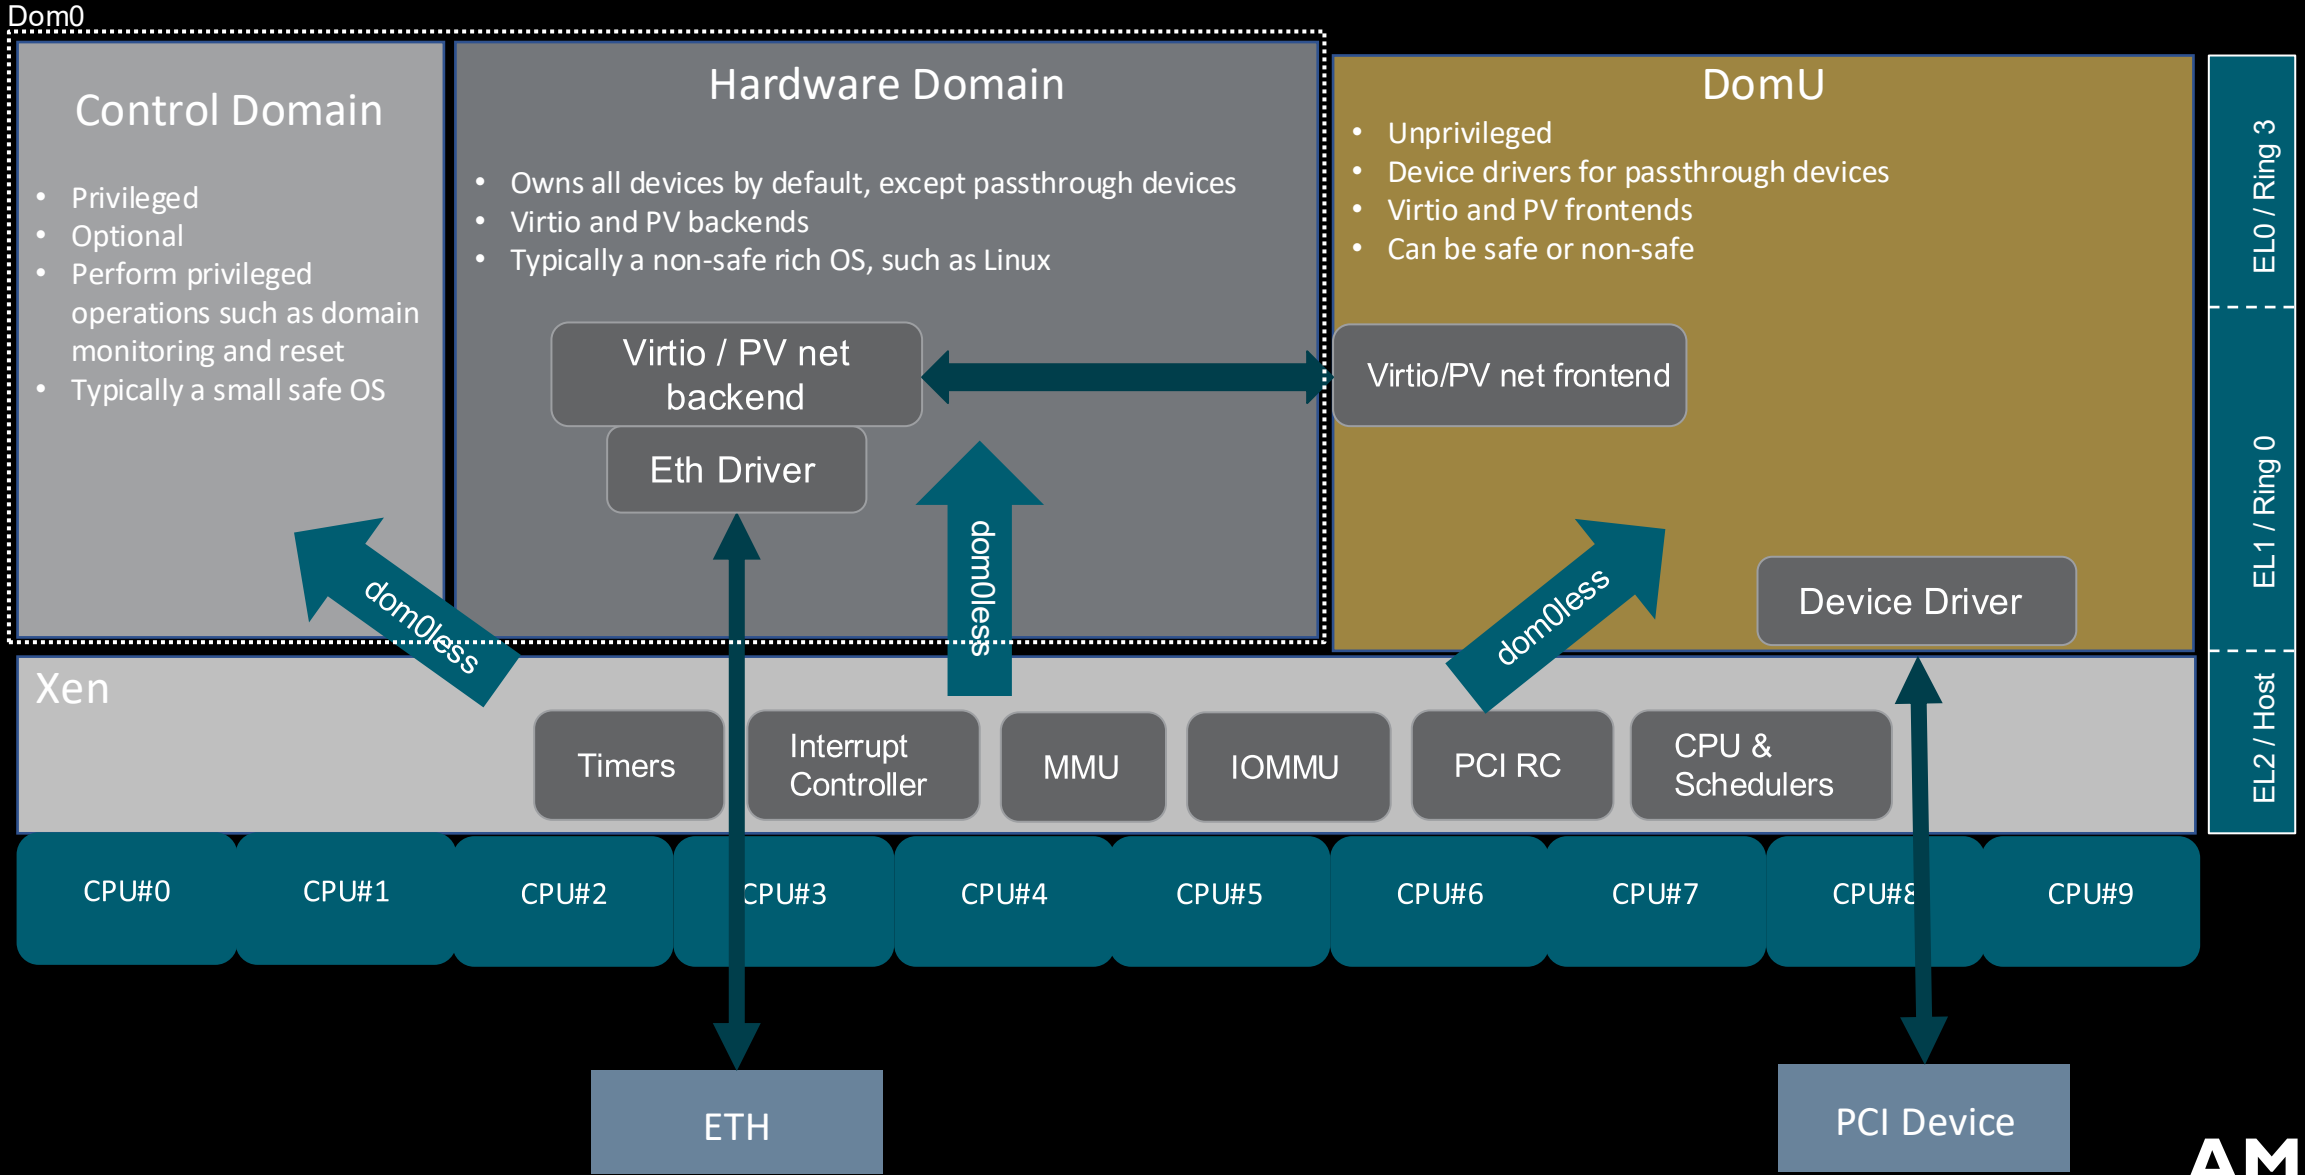 Dom0
Control Domain
• Privileged
• Optional
• Perform privileged
operations such as domain
monitoring and reset
• Typically a small safe OS
Hardware Domain
• Owns all devices by default, except passthrough devices
• Virtio and PV backends
• Typically a non-safe rich OS, such as Linux
Virtio / PV net
backend
Eth Driver
DomU
• Unprivileged
• Device drivers for passthrough devices
• Virtio and PV frontends
• Can be safe or non-safe
Virtio/PV net frontend
Device Driver
dom0less
dom0less
dom0less
EL0 / Ring 3
EL1 / Ring 0
EL2 / Host
Xen
Timers
Interrupt
Controller
MMU
IOMMU
PCI RC
CPU &
Schedulers
CPU#0
CPU#1
CPU#2
CPU#3
CPU#4
CPU#5
CPU#6
CPU#7
CPU#8
CPU#9
ETH
PCI Device
AM